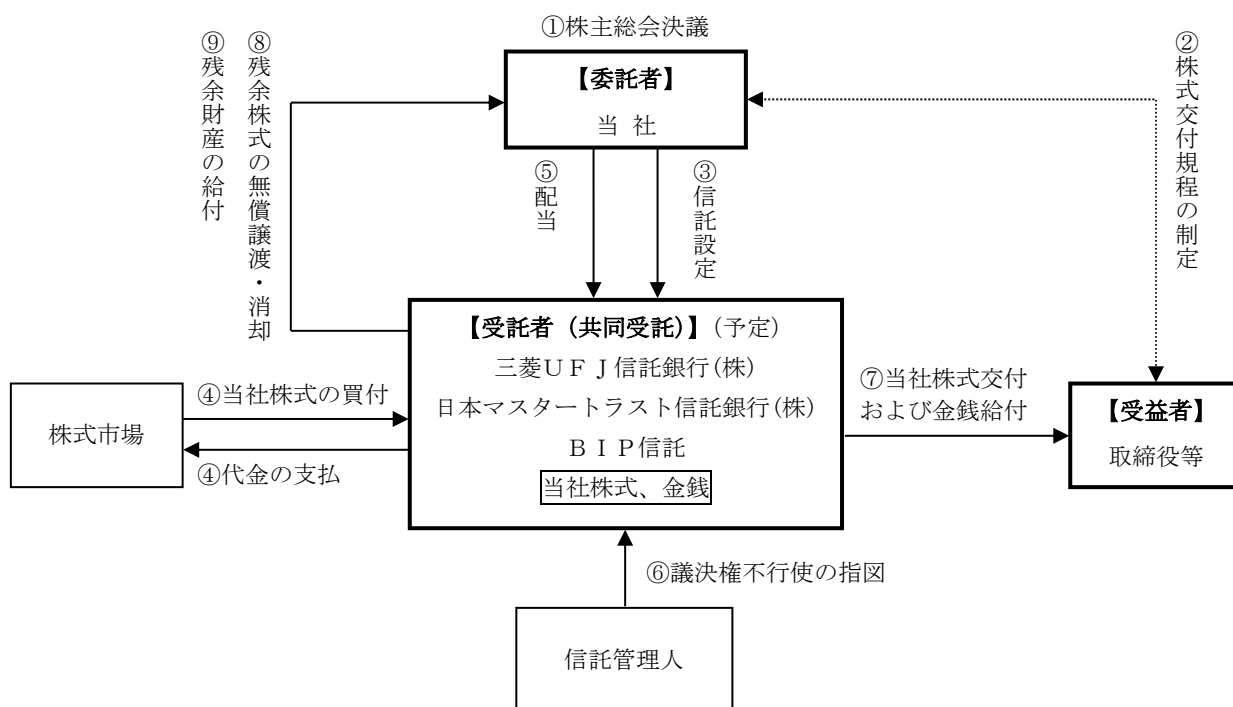 ①株主総会決議
【委託者】
当 社
⑨残余財産の給付
⑧残余株式の無償譲渡・消却
②株式交付規程の制定
⑤配当
③信託設定
【受託者（共同受託）】(予定)
三菱ＵＦＪ信託銀行(株)
日本マスタートラスト信託銀行(株)
ＢＩＰ信託
当社株式、金銭
株式市場
④当社株式の買付
④代金の支払
⑦当社株式交付
および金銭給付
【受益者】
取締役等
⑥議決権不行使の指図
信託管理人